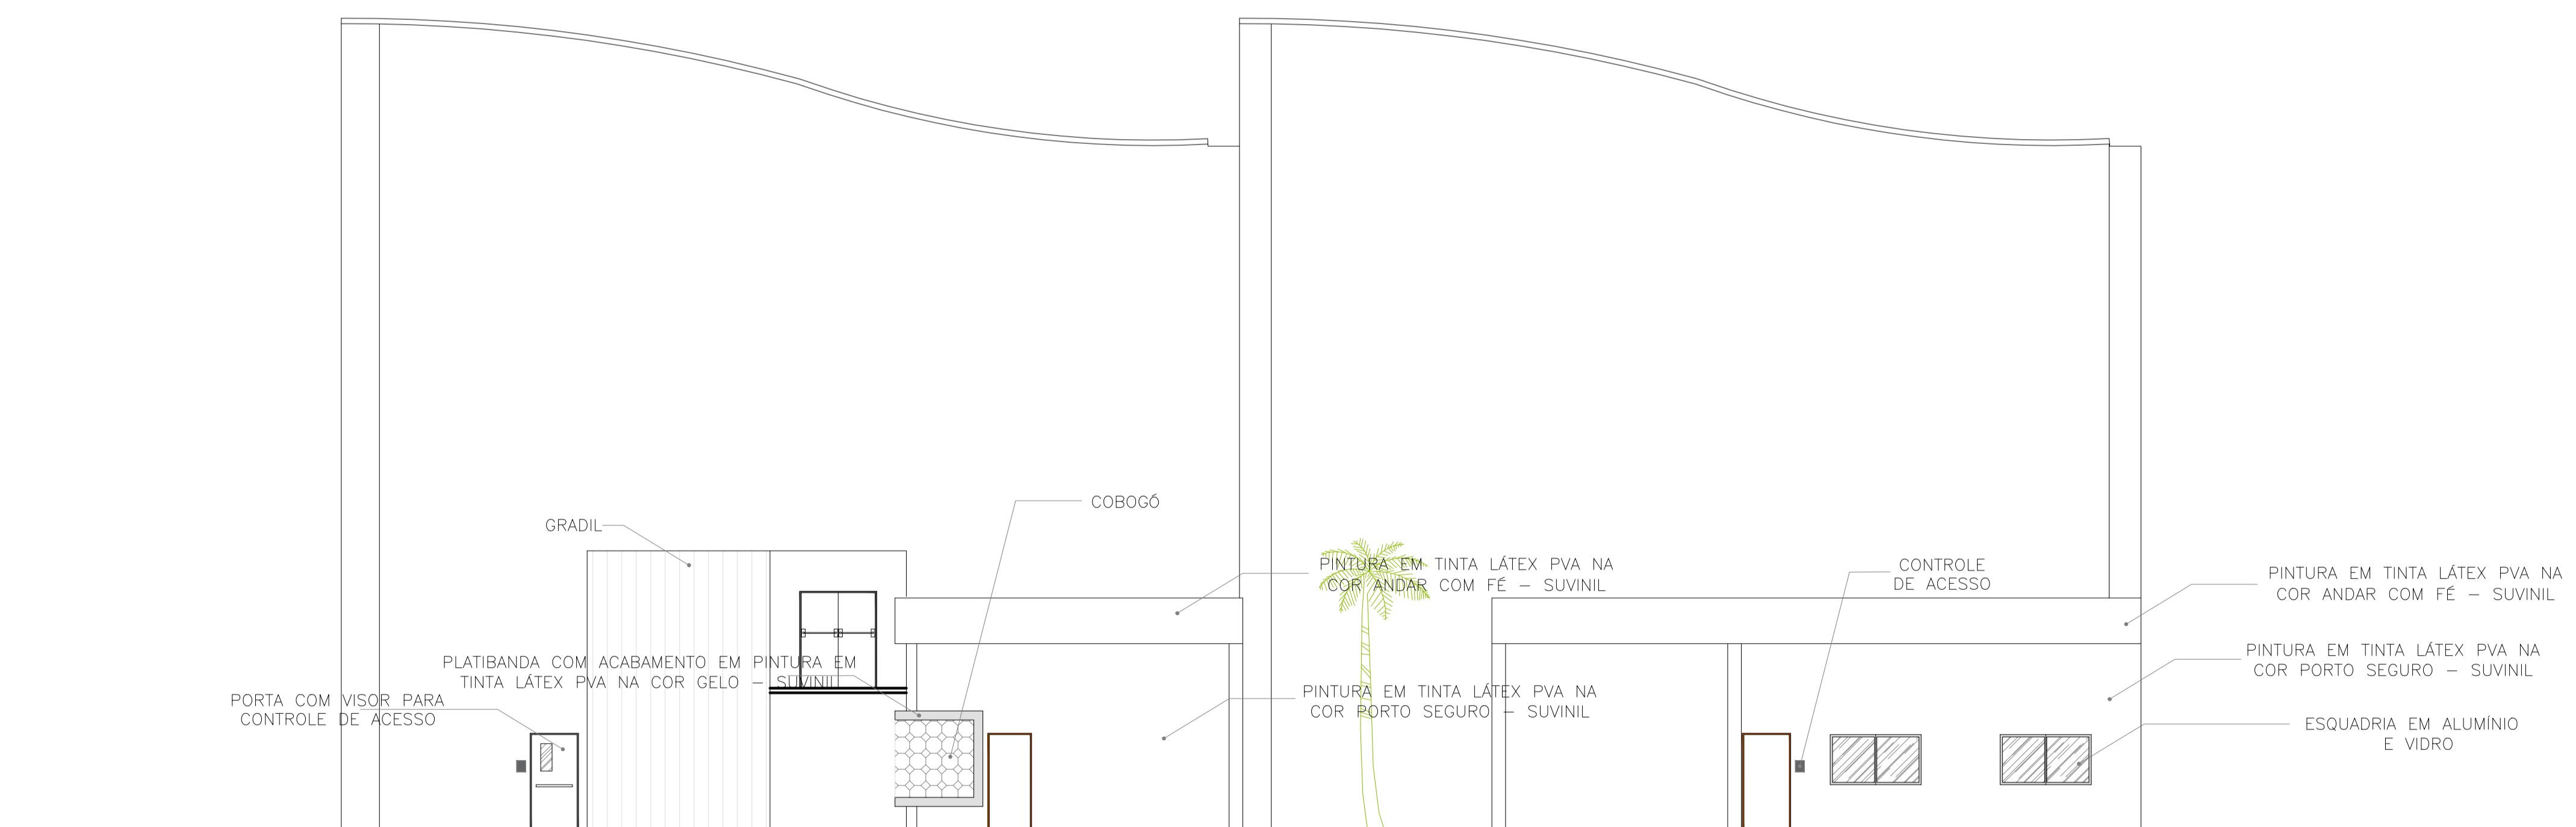 COBOGÓ
GRADIL
PINTURA EM TINTA LÁTEX PVA NA
COR ANDAR COM FÉ – SUVINIL
CONTROLE
DE ACESSO
PINTURA EM TINTA LÁTEX PVA NA
COR ANDAR COM FÉ – SUVINIL
PLATIBANDA COM ACABAMENTO EM PINTURA EM
TINTA LÁTEX PVA NA COR GELO – SUVINIL
PINTURA EM TINTA LÁTEX PVA NA
COR PORTO SEGURO – SUVINIL
PORTA COM VISOR PARA
CONTROLE DE ACESSO
PINTURA EM TINTA LÁTEX PVA NA
COR PORTO SEGURO – SUVINIL
ESQUADRIA EM ALUMÍNIO
E VIDRO